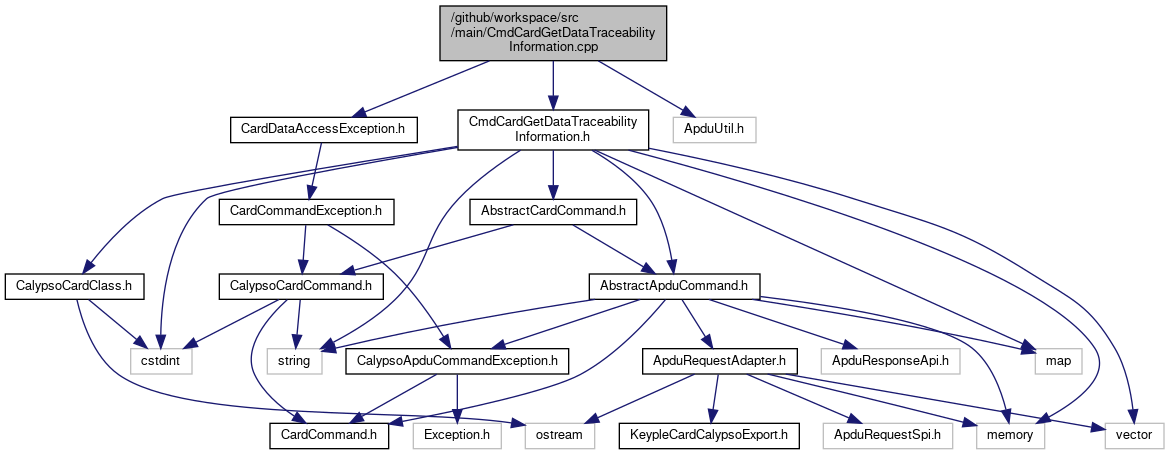 /github/workspace/src
/main/CmdCardGetDataTraceability
Information.cpp
CardDataAccessException.h
CmdCardGetDataTraceability
Information.h
ApduUtil.h
CardCommandException.h
AbstractCardCommand.h
CalypsoCardClass.h
CalypsoCardCommand.h
AbstractApduCommand.h
cstdint
string
CalypsoApduCommandException.h
ApduRequestAdapter.h
ApduResponseApi.h
map
CardCommand.h
Exception.h
ostream
KeypleCardCalypsoExport.h
ApduRequestSpi.h
memory
vector